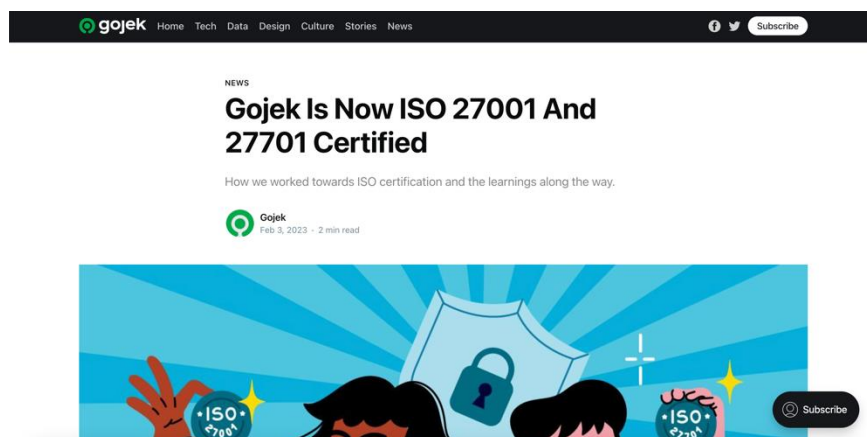 gojek Home Tech Data Design Culture Stories News Subscribe
NEWS
Gojek Is Now ISO 27001 And
27701 Certified
How we worked towards ISO certification and the learnings along the way.
Gojek
Feb 3, 2023 · 2 min read
·ISO·
27001
·ISO·
27701
Subscribe